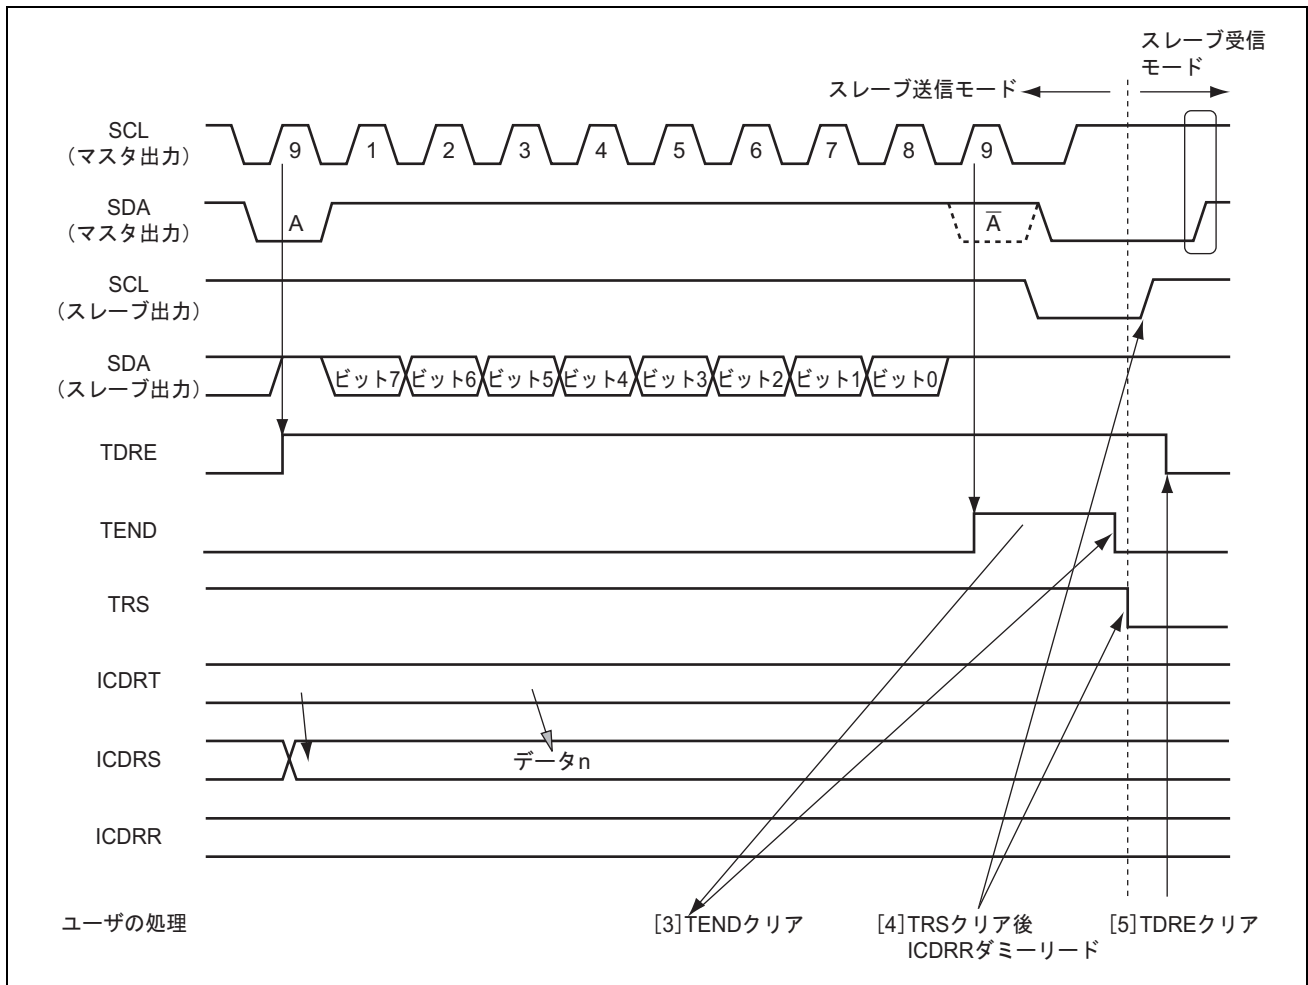 スレーブ受信
モード
スレーブ送信モード
SCL
（マスタ出力）
9 1 2 3 4 5 6 7 8 9
SDA
（マスタ出力）
A A̅
SCL
（スレーブ出力）
SDA
（スレーブ出力）
ビット7 ビット6 ビット5 ビット4 ビット3 ビット2 ビット1 ビット0
TDRE
TEND
TRS
ICDRT
ICDRS
データn
ICDRR
ユーザの処理
[3]TENDクリア
[4]TRSクリア後
ICDRRダミーリード
[5]TDREクリア